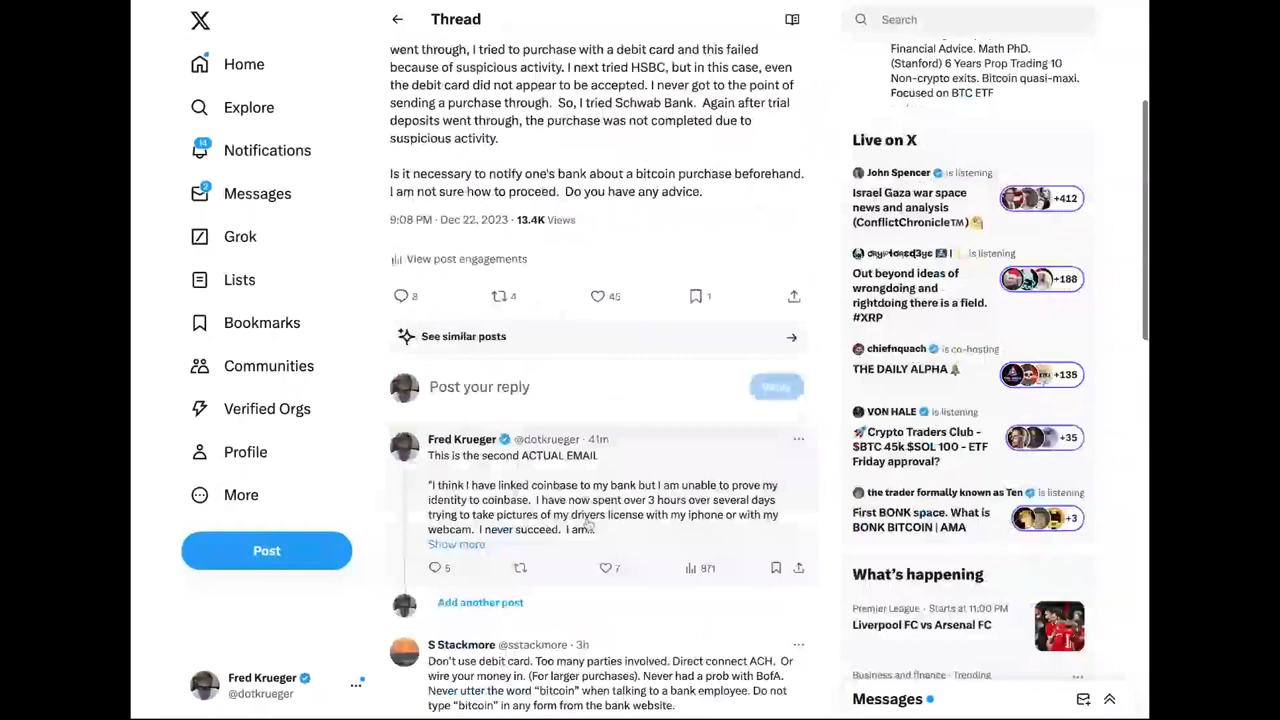 Home
Explore
14
Notifications
2
Messages
Grok
Lists
Bookmarks
Communities
Verified Orgs
Profile
More
Post
Fred Krueger
@dotkrueger
Thread
went through, I tried to purchase with a debit card and this failed
because of suspicious activity. I next tried HSBC, but in this case, even
the debit card did not appear to be accepted. I never got to the point of
sending a purchase through.  So, I tried Schwab Bank.  Again after trial
deposits went through, the purchase was not completed due to
suspicious activity.
Is it necessary to notify one's bank about a bitcoin purchase beforehand.
I am not sure how to proceed.  Do you have any advice.
9:08 PM · Dec 22, 2023 · 13.4K Views
View post engagements
8 4 45 1
See similar posts
Post your reply
Reply
Fred Krueger @dotkrueger · 41m
This is the second ACTUAL EMAIL
"I think I have linked coinbase to my bank but I am unable to prove my
identity to coinbase.  I have now spent over 3 hours over several days
trying to take pictures of my drivers license with my iphone or with my
webcam.  I never succeed.  I am..
Show more
5 7 871
Add another post
S Stackmore @sstackmore · 3h
Don't use debit card. Too many parties involved. Direct connect ACH.  Or
wire your money in. (For larger purchases). Never had a prob with BofA.
Never utter the word "bitcoin" when talking to a bank employee. Do not
type "bitcoin" in any form from the bank website.
Search
Financial Advice. Math PhD.
(Stanford) 6 Years Prop Trading 10
Non-crypto exits. Bitcoin quasi-maxi.
Focused on BTC ETF
Live on X
John Spencer is listening
Israel Gaza war space
news and analysis
(ConflictChronicle™)
+412
is listening
Out beyond ideas of
wrongdoing and
rightdoing there is a field.
#XRP
+188
chiefnquach is co-hosting
THE DAILY ALPHA
+135
VON HALE is listening
Crypto Traders Club -
$BTC 45k $SOL 100 - ETF
Friday approval?
+35
the trader formally known as Ten is listening
First BONK space. What is
BONK BITCOIN | AMA
+3
What's happening
Premier League · Starts at 11:00 PM
Liverpool FC vs Arsenal FC
Business and finance · Trending
Messages